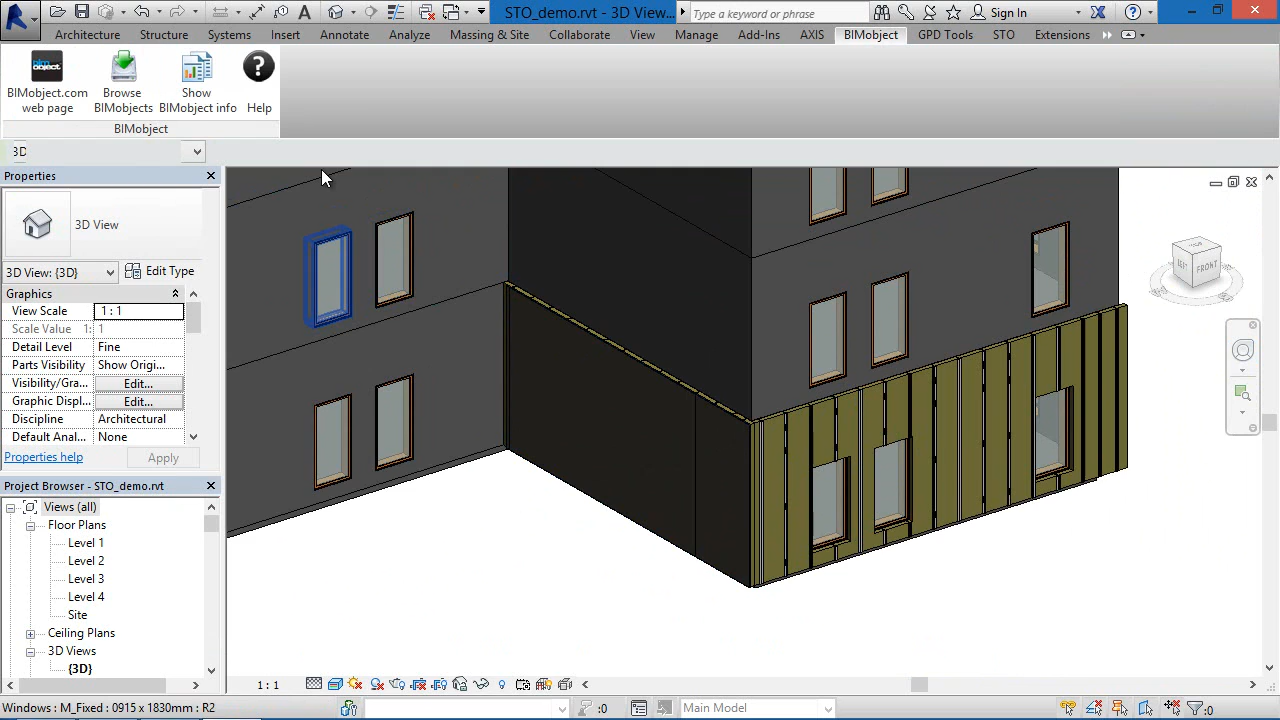 STO_demo.rvt - 3D View...
Type a keyword or phrase
Sign In
Architecture Structure Systems Insert Annotate Analyze Massing & Site Collaborate View Manage Add-Ins AXIS BIMobject GPD Tools STO Extensions
bim
object
BIMobject.com
web page
Browse
BIMobjects
Show
BIMobject info
Help
BIMobject
3D
Properties
3D View
3D View: {3D}
Edit Type
Graphics
View Scale 1 : 1
Scale Value 1: 1
Detail Level Fine
Parts Visibility Show Origi...
Visibility/Gra... Edit...
Graphic Displ... Edit...
Discipline Architectural
Default Anal... None
Properties help
Apply
Project Browser - STO_demo.rvt
Views (all)
Floor Plans
Level 1
Level 2
Level 3
Level 4
Site
Ceiling Plans
3D Views
{3D}
LEFT FRONT
1 : 1
Windows : M_Fixed : 0915 x 1830mm : R2
:0
Main Model
:0